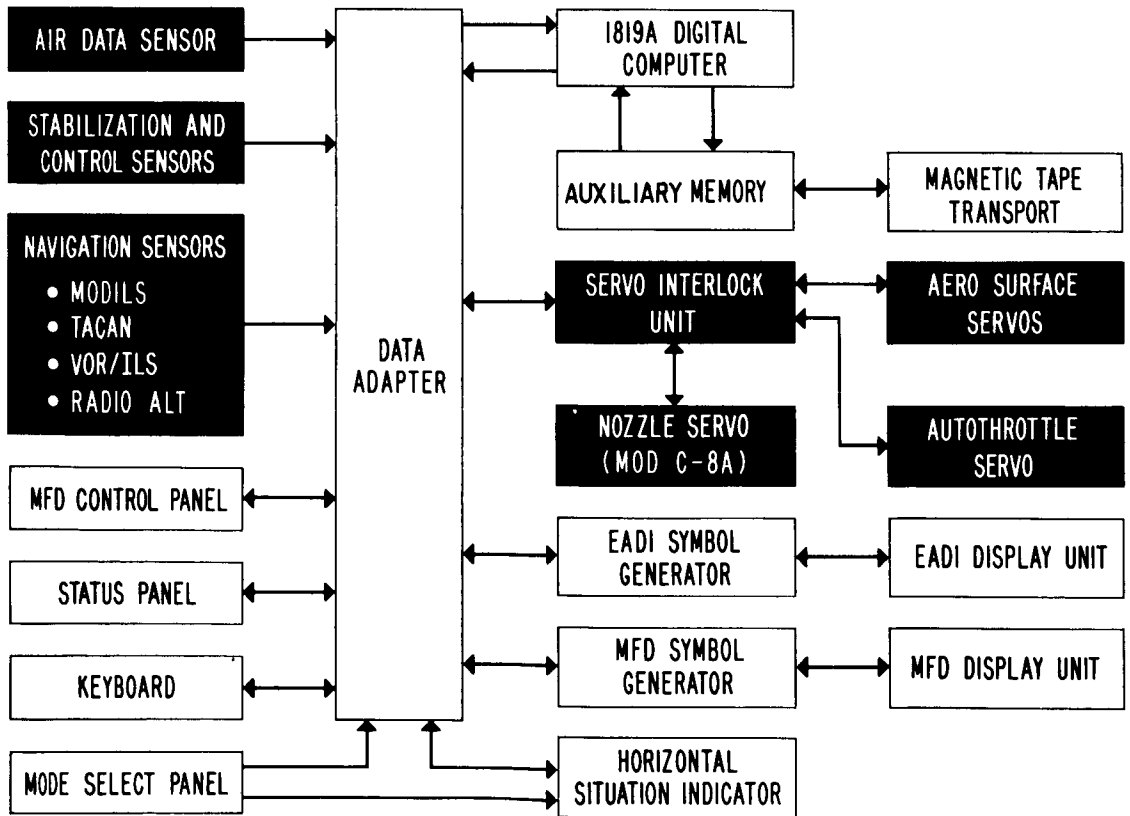 AIR DATA SENSOR
STABILIZATION AND
CONTROL SENSORS
NAVIGATION SENSORS
• MODILS
• TACAN
• VOR/ILS
• RADIO ALT
MFD CONTROL PANEL
STATUS PANEL
KEYBOARD
MODE SELECT PANEL
DATA
ADAPTER
1819A DIGITAL
COMPUTER
AUXILIARY MEMORY
MAGNETIC TAPE
TRANSPORT
SERVO INTERLOCK
UNIT
AERO SURFACE
SERVOS
NOZZLE SERVO
(MOD C-8A)
AUTOTHROTTLE
SERVO
EADI SYMBOL
GENERATOR
EADI DISPLAY UNIT
MFD SYMBOL
GENERATOR
MFD DISPLAY UNIT
HORIZONTAL
SITUATION INDICATOR